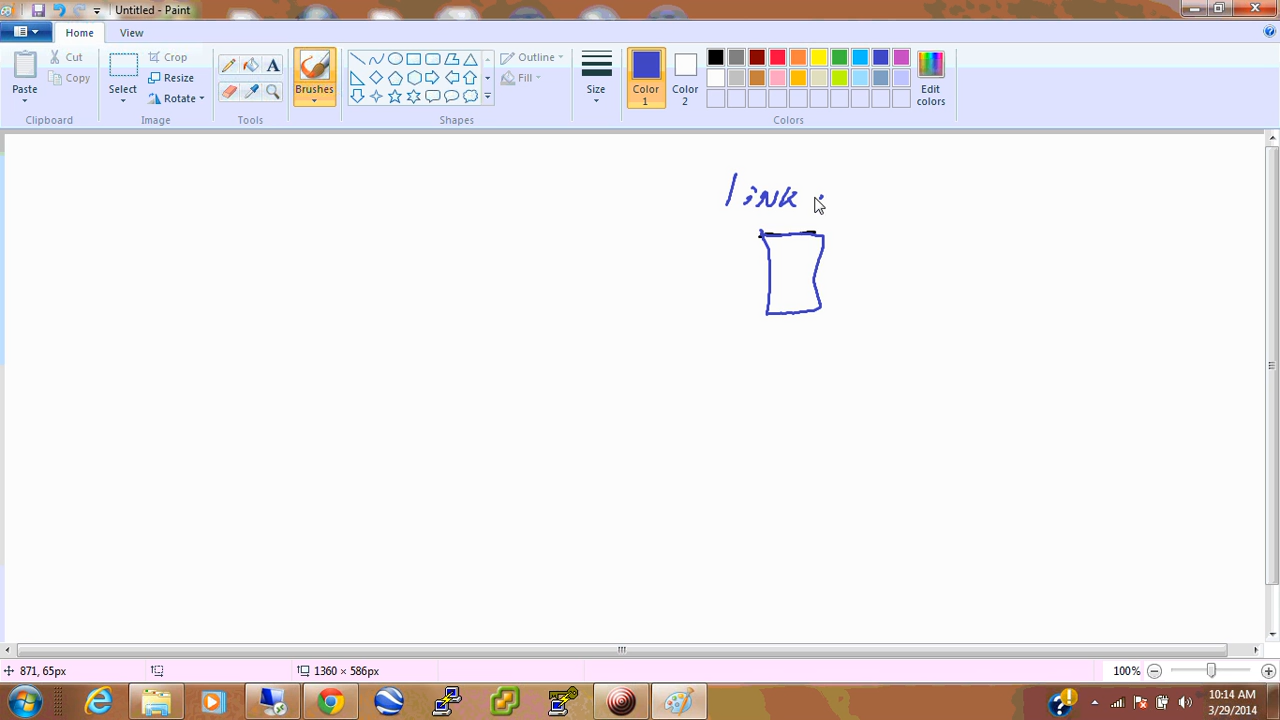 Untitled - Paint
Home
View
Cut
Copy
Paste
Clipboard
Crop
Resize
Rotate
Select
Image
Tools
Brushes
Outline
Fill
Shapes
Size
Color 1
Color 2
Edit colors
Colors
link
871, 65px
1360 × 586px
100%
10:14 AM
3/29/2014